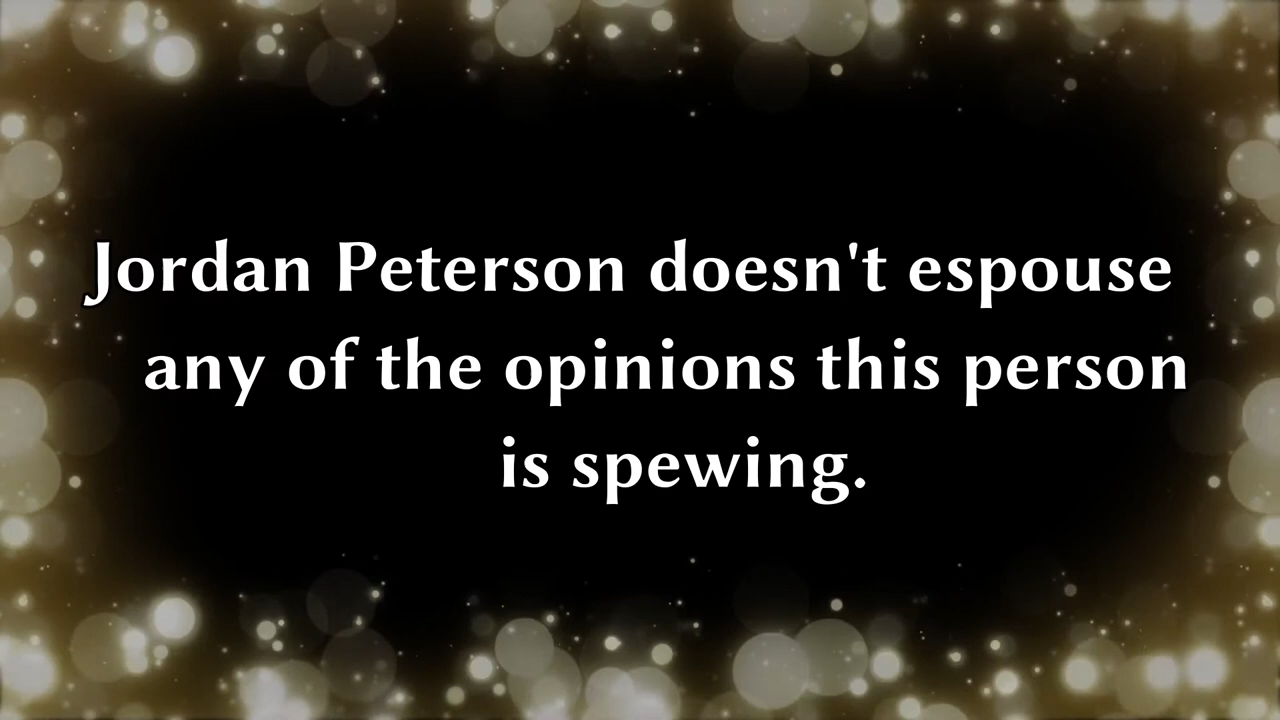 Jordan Peterson doesn't espouse
any of the opinions this person
is spewing.